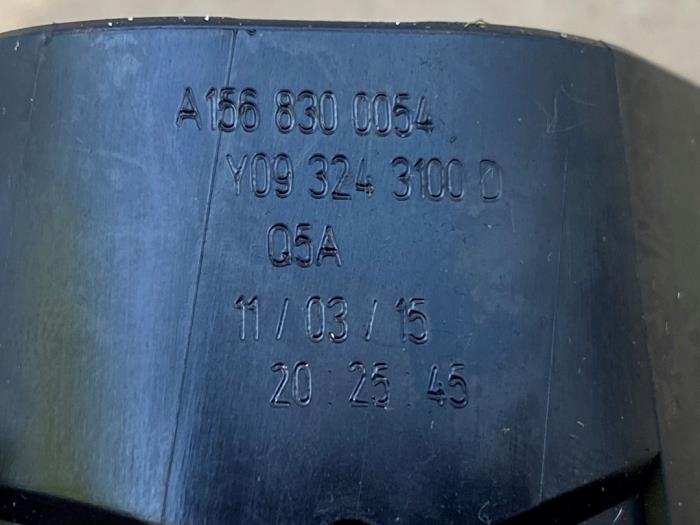 A156 830 0054
Y09 324 3100 D
Q5A
11 / 03 / 15
20 : 25 : 45